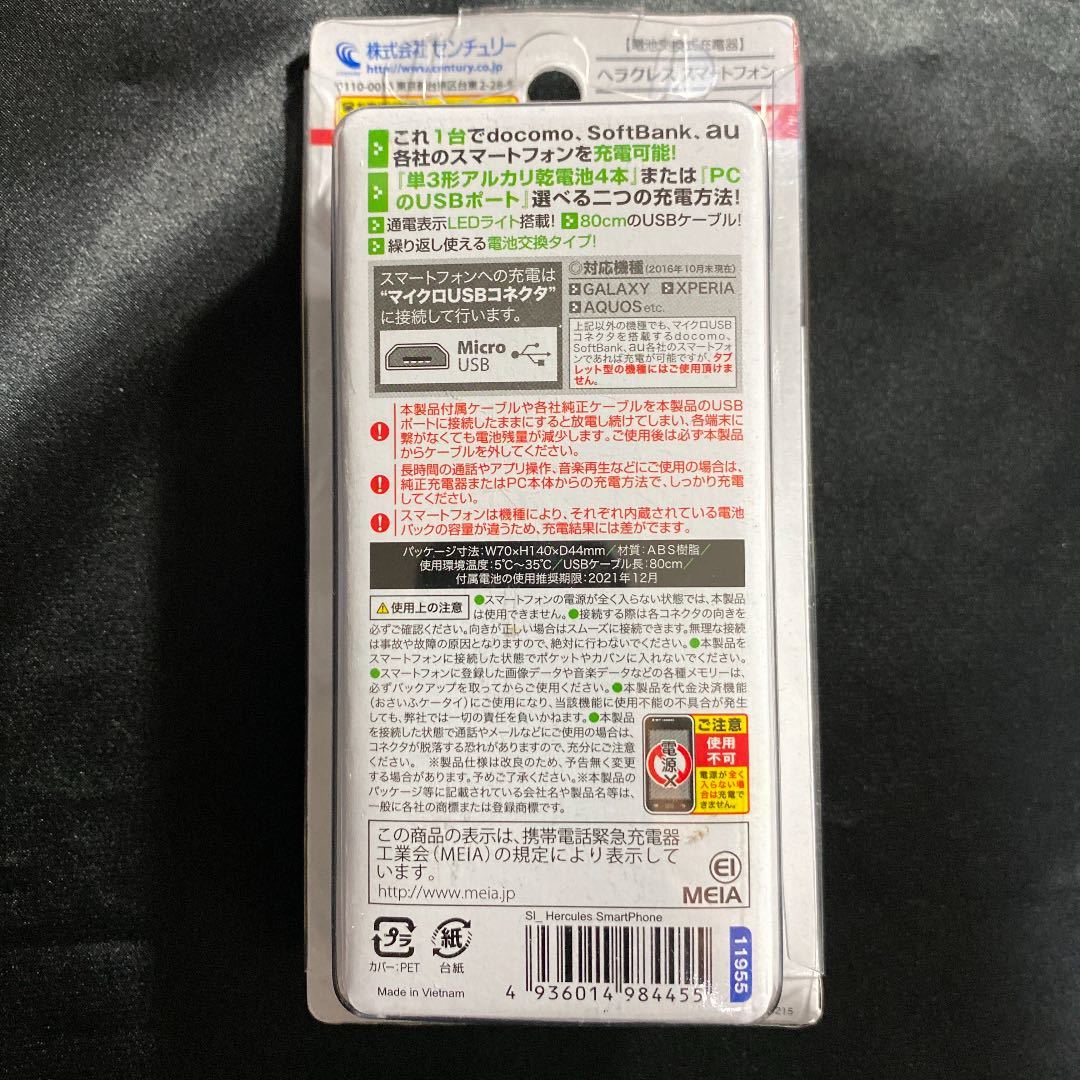 株式会社 センチュリー
【電池交換式充電器】
http://www.century.co.jp
ヘラクレス スマートフォン
東京都台東区台東2-28-
これ1台でdocomo、SoftBank、au
各社のスマートフォンを充電可能!
『単3形アルカリ乾電池4本』または『PC
のUSBポート』選べる二つの充電方法!
通電表示LEDライト搭載! 80cmのUSBケーブル!
繰り返し使える電池交換タイプ!
スマートフォンへの充電は
“マイクロUSBコネクタ”
に接続して行います。
Micro
USB
◎対応機種(2016年10月末現在)
GALAXY XPERIA
AQUOS etc.
上記以外の機種でも、マイクロUSB
コネクタを搭載するdocomo、
SoftBank、au各社のスマートフォ
ンであれば充電が可能ですが、タブ
レット型の機種にはご使用頂けま
せん。
本製品付属ケーブルや各社純正ケーブルを本製品のUSB
ポートに接続したままにすると放電し続けてしまい、各端末に
繋がなくても電池残量が減少します。ご使用後は必ず本製品
からケーブルを外してください。
長時間の通話やアプリ操作、音楽再生などにご使用の場合は、
純正充電器またはPC本体からの充電方法で、しっかり充電
してください。
スマートフォンは機種により、それぞれ内蔵されている電池
パックの容量が違うため、充電結果には差がでます。
パッケージ寸法:W70×H140×D44mm/材質:ABS樹脂/
使用環境温度:5℃~35℃/USBケーブル長:80cm/
付属電池の使用推奨期限:2021年12月
⚠使用上の注意 ●スマートフォンの電源が全く入らない状態では、本製品
は使用できません。●接続する際は各コネクタの向きを
必ずご確認ください。向きが正しい場合はスムーズに接続できます。無理な接続
は事故や故障の原因となりますので、絶対に行わないでください。●本製品を
スマートフォンに接続した状態でポケットやカバンに入れないでください。
●スマートフォンに登録した画像データや音楽データなどの各種メモリーは、
必ずバックアップを取ってからご使用ください。●本製品を代金決済機能
(おさいふケータイ)にご使用になり、当該機能に使用不能の不具合が発生
しても、弊社では一切の責任を負いかねます。●本製品
を接続した状態で通話やメールなどにご使用の場合は、
コネクタが脱落する恐れがありますので、充分にご注意
ください。 ※製品仕様は改良のため、予告無く変更
する場合があります。予めご了承ください。※本製品の
パッケージ等に記載されている会社名や製品名等は、
一般に各社の商標または登録商標です。
電源×
ご注意
使用
不可
電源が全く
入らない場
合は充電で
きません。
この商品の表示は、携帯電話緊急充電器
工業会(MEIA)の規定により表示して
います。
http://www.meia.jp
EI
MEIA
プラ
カバー:PET
紙
台紙
Made in Vietnam
SI_Hercules SmartPhone
4 936014 984455
11955